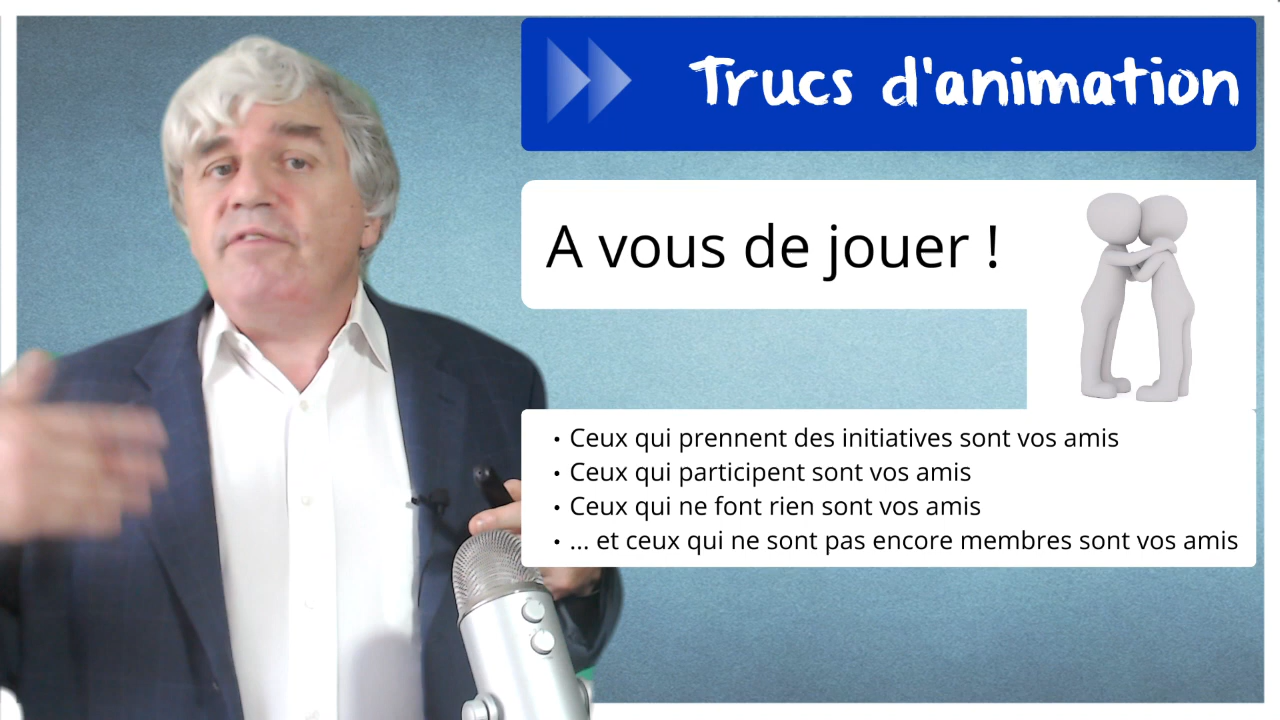 Trucs d'animation
A vous de jouer !
• Ceux qui prennent des initiatives sont vos amis
• Ceux qui participent sont vos amis
• Ceux qui ne font rien sont vos amis
• ... et ceux qui ne sont pas encore membres sont vos amis